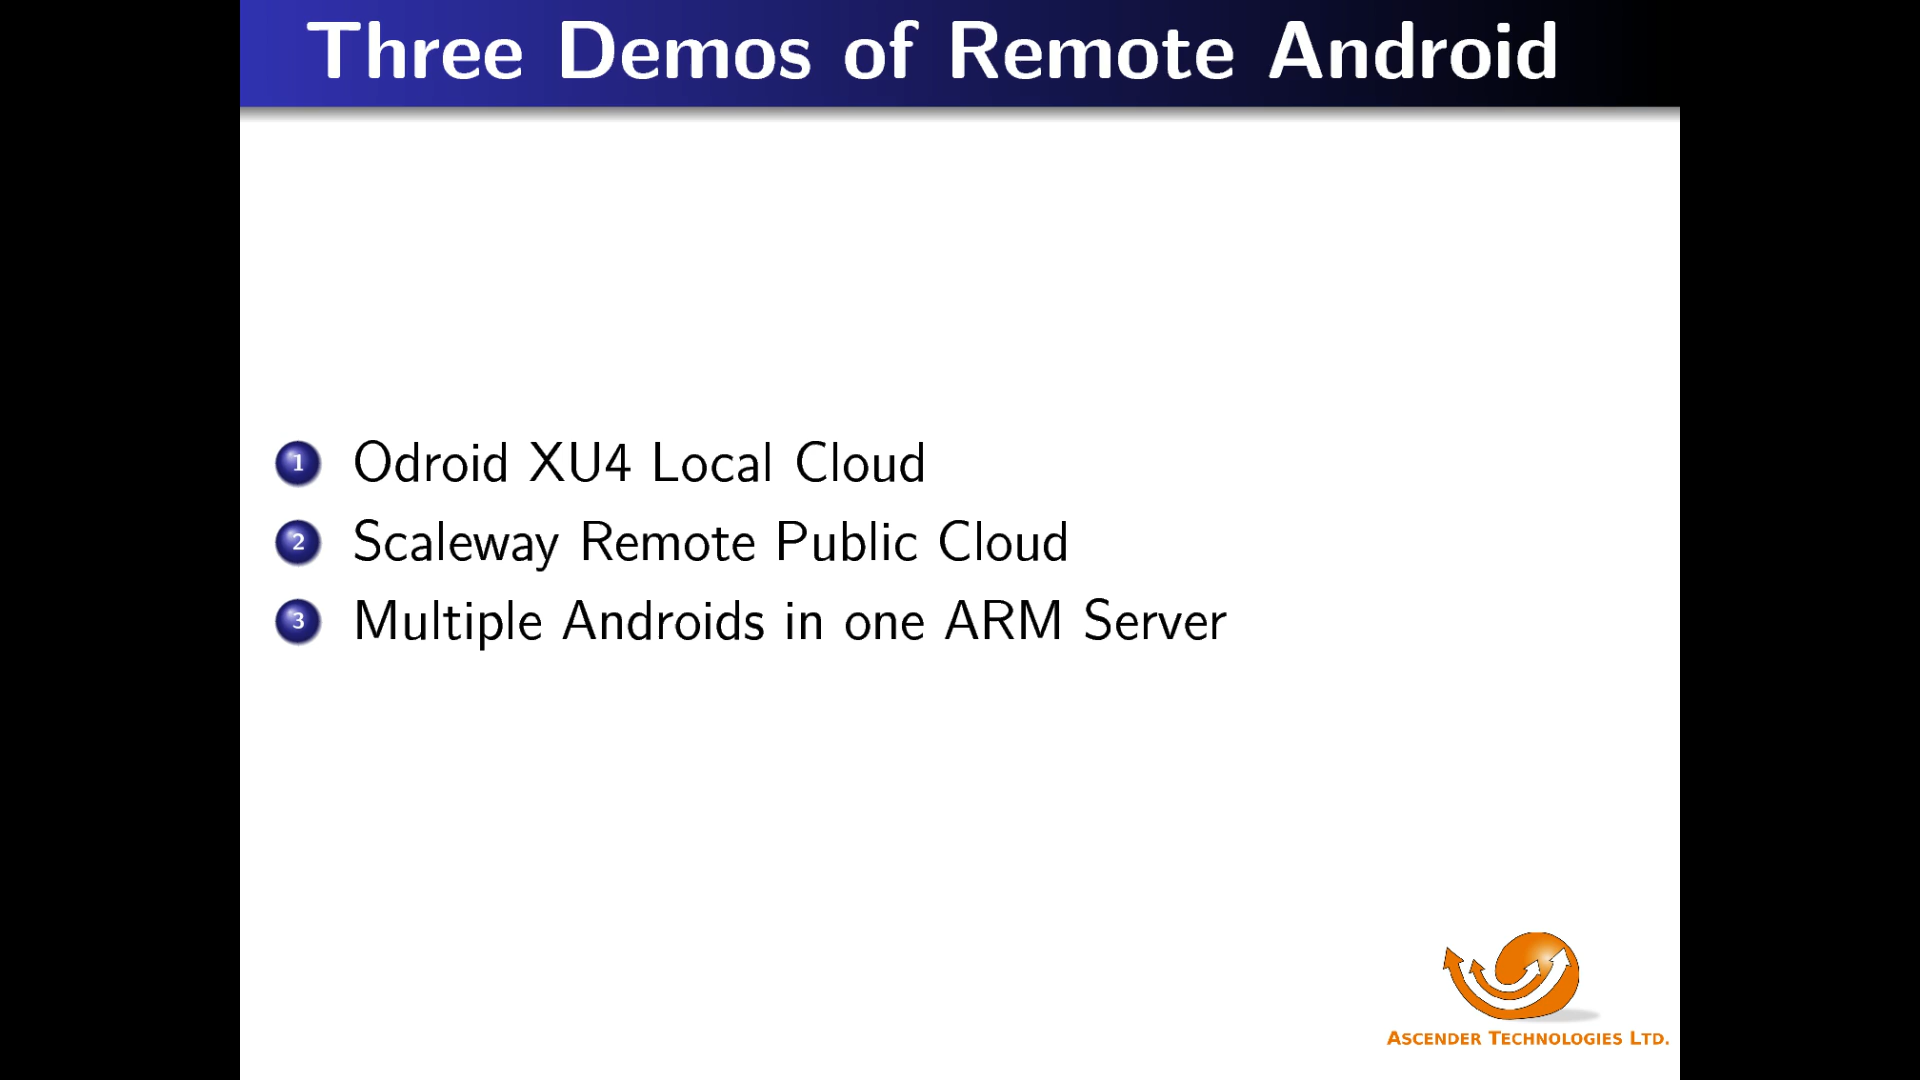 Three Demos of Remote Android
1 Odroid XU4 Local Cloud
2 Scaleway Remote Public Cloud
3 Multiple Androids in one ARM Server
ASCENDER TECHNOLOGIES LTD.